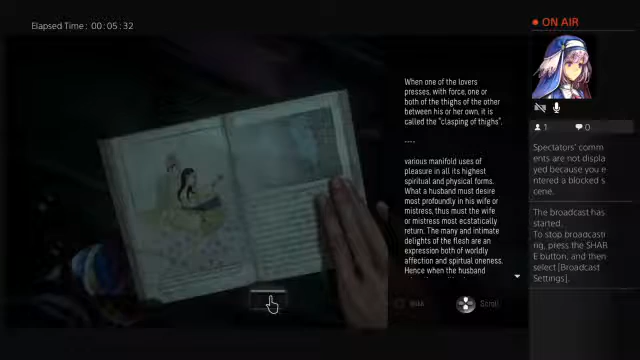 Elapsed Time : 00 : 05 : 32
ON AIR
When one of the lovers
presses, with force, one or
both of the thighs of the other
between his or her own, it is
called the "clasping of thighs".
----
various manifold uses of
pleasure in all its highest
spiritual and physical forms.
What a husband must desire
most profoundly in his wife or
mistress, thus must the wife
or mistress most ecstatically
return. The many and intimate
delights of the flesh are an
expression both of worldly
affection and spirtual oneness.
Hence when the husband
Scroll
1
0
Spectators' comm
ents are not displa
yed because you e
ntered a blocked s
cene.
The broadcast has
started.
To stop broadcasti
ng, press the SHAR
E button, and then
select [Broadcast
Settings].